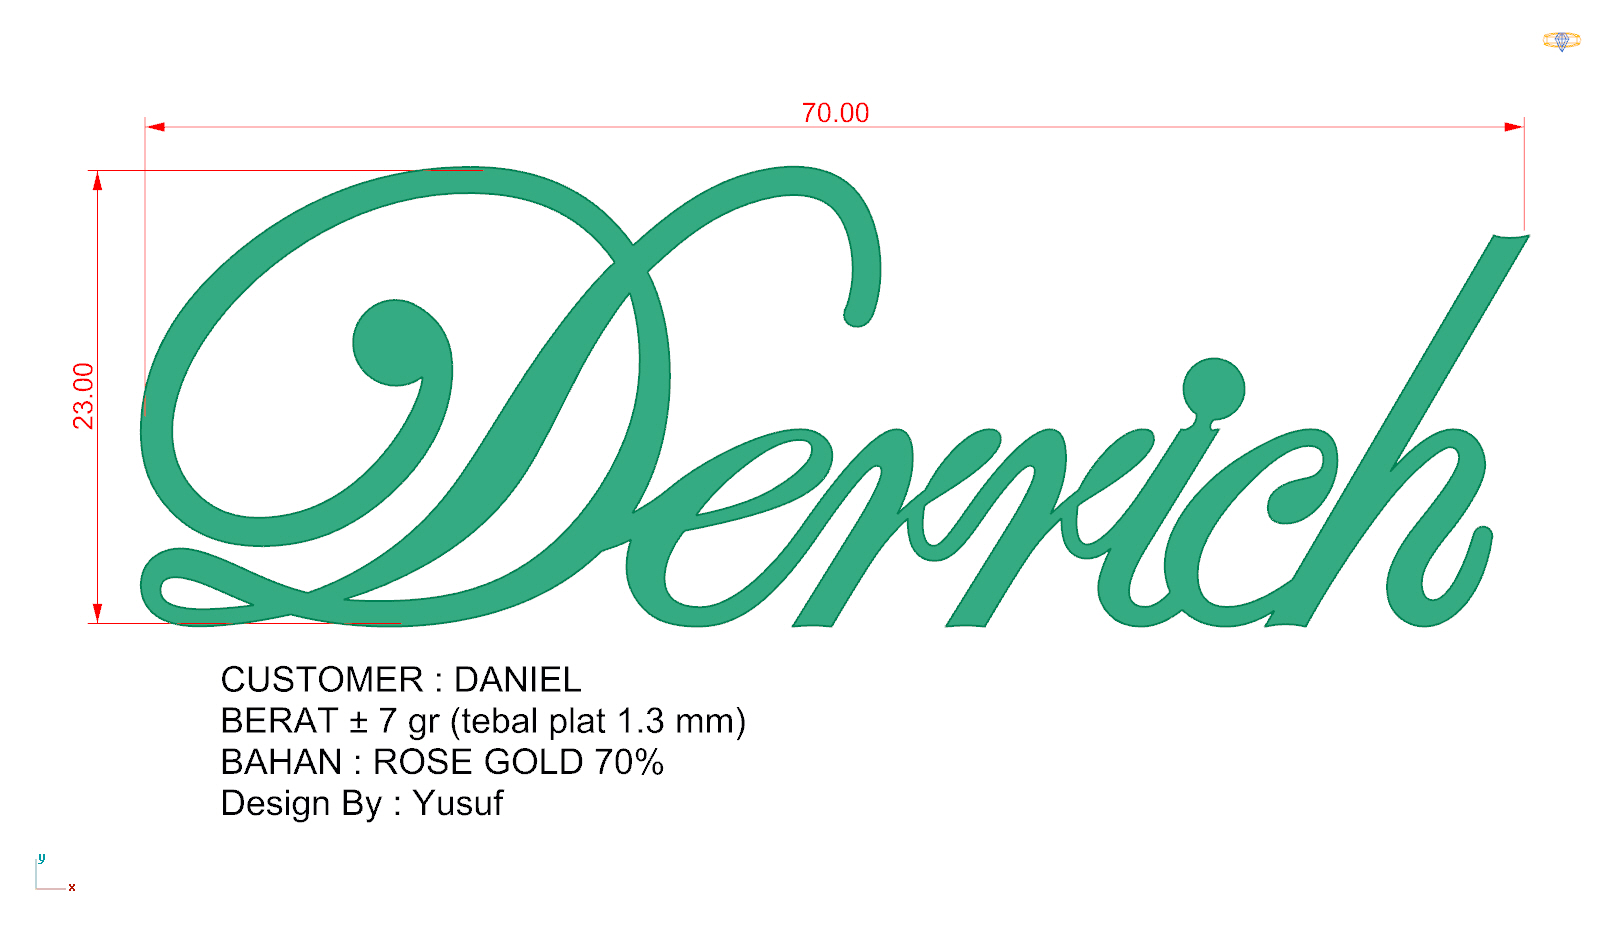 70.00
23.00
Derrich
CUSTOMER : DANIEL
BERAT ± 7 gr (tebal plat 1.3 mm)
BAHAN : ROSE GOLD 70%
Design By : Yusuf
y
x